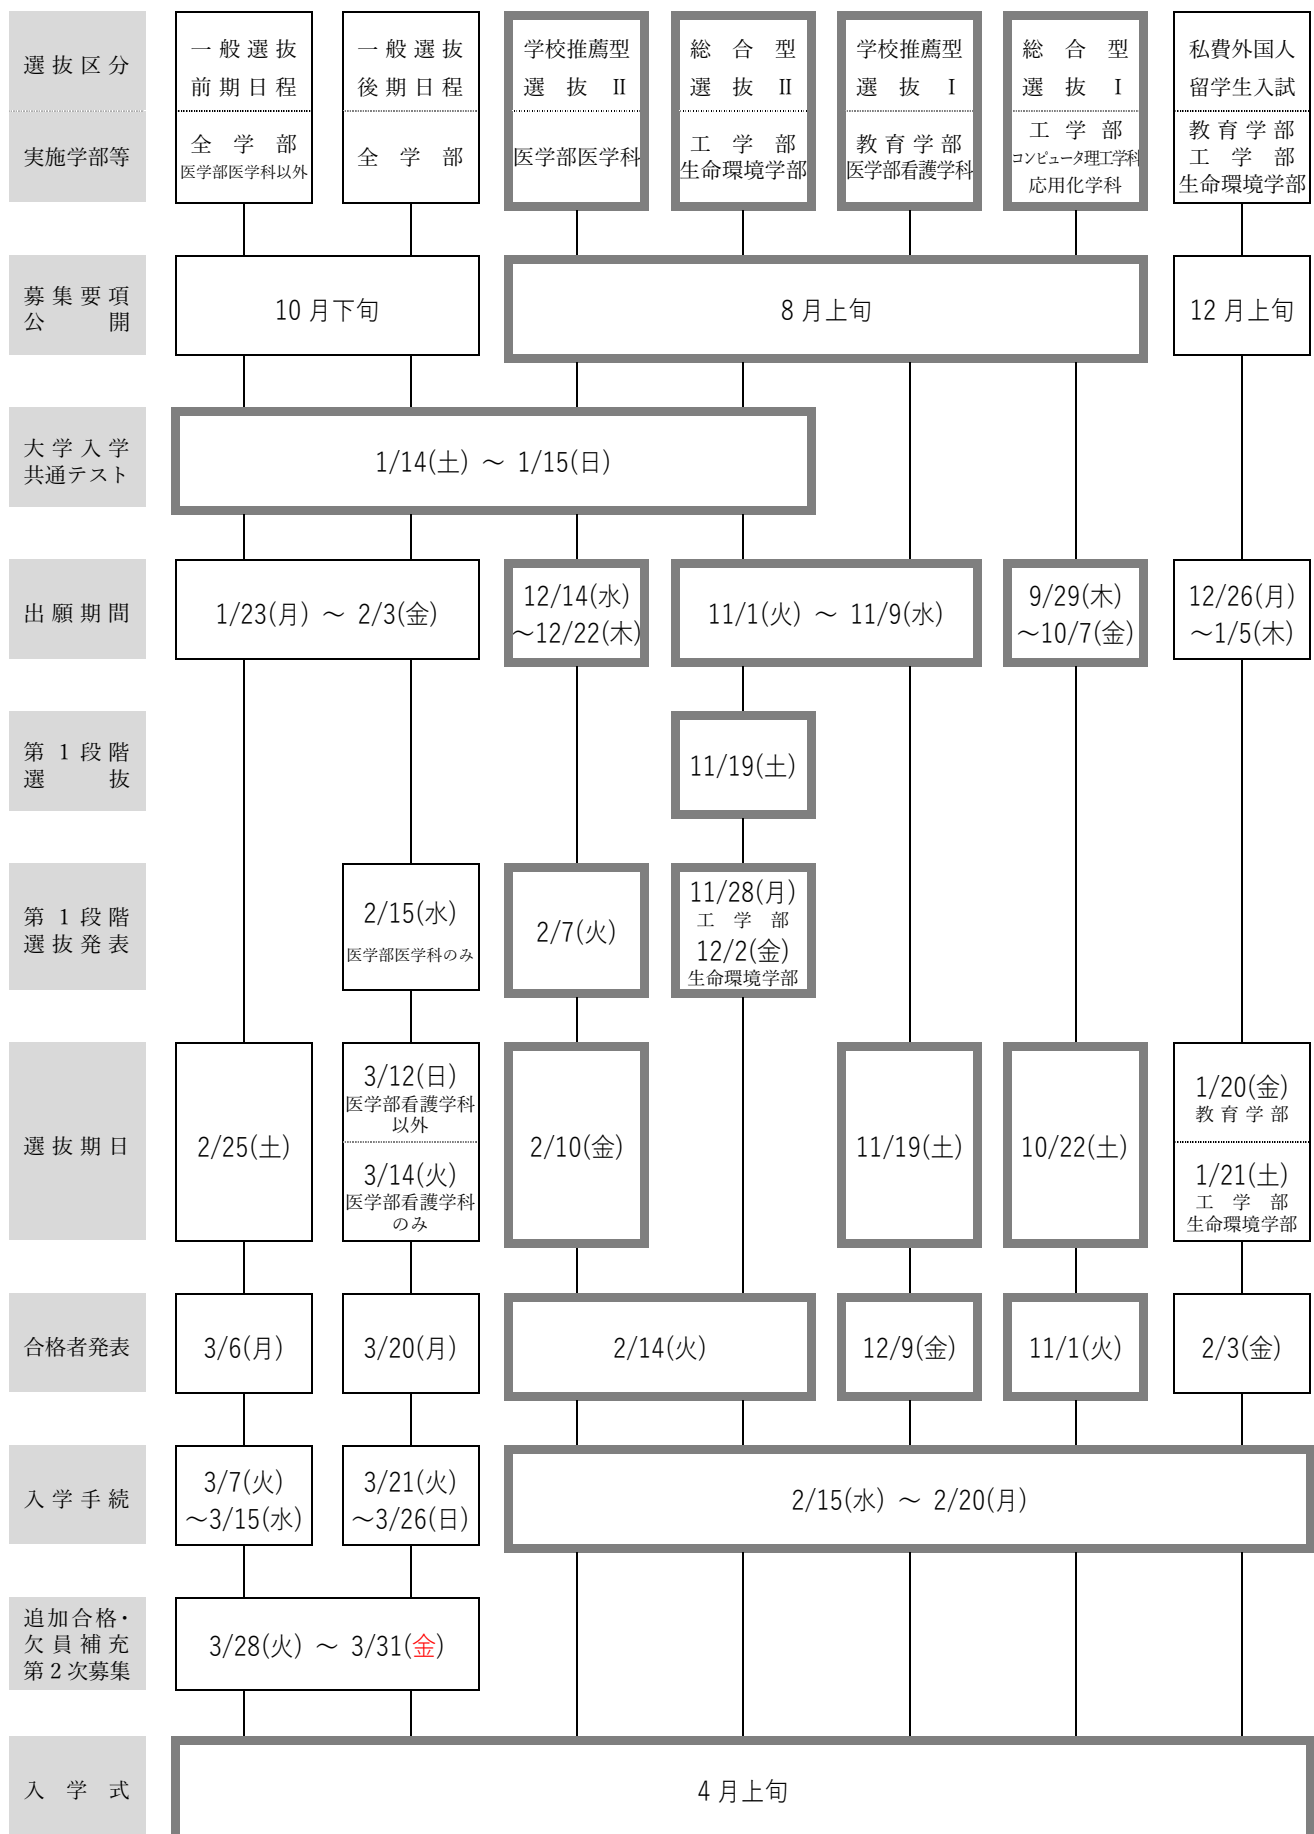 選抜区分
一般選抜
前期日程
一般選抜
後期日程
学校推薦型
選抜Ⅱ
総合型
選抜Ⅱ
学校推薦型
選抜Ⅰ
総合型
選抜Ⅰ
私費外国人
留学生入試
実施学部等
全学部
医学部医学科以外
全学部
医学部医学科
工学部
生命環境学部
教育学部
医学部看護学科
工学部
コンピュータ理工学科
応用化学科
教育学部
工学部
生命環境学部
募集要項
公開
10 月下旬
8 月上旬
12 月上旬
大学入学
共通テスト
1/14(土) ～ 1/15(日)
出願期間
1/23(月) ～ 2/3(金)
12/14(水)
～12/22(木)
11/1(火) ～ 11/9(水)
9/29(木)
～10/7(金)
12/26(月)
～1/5(木)
第1段階
選抜
11/19(土)
第1段階
選抜発表
2/15(水)
医学部医学科のみ
2/7(火)
11/28(月)
工学部
12/2(金)
生命環境学部
選抜期日
2/25(土)
3/12(日)
医学部看護学科
以外
3/14(火)
医学部看護学科
のみ
2/10(金)
11/19(土)
10/22(土)
1/20(金)
教育学部
1/21(土)
工学部
生命環境学部
合格者発表
3/6(月)
3/20(月)
2/14(火)
12/9(金)
11/1(火)
2/3(金)
入学手続
3/7(火)
～3/15(水)
3/21(火)
～3/26(日)
2/15(水) ～ 2/20(月)
追加合格・
欠員補充
第2次募集
3/28(火) ～ 3/31(金)
入学式
4 月上旬